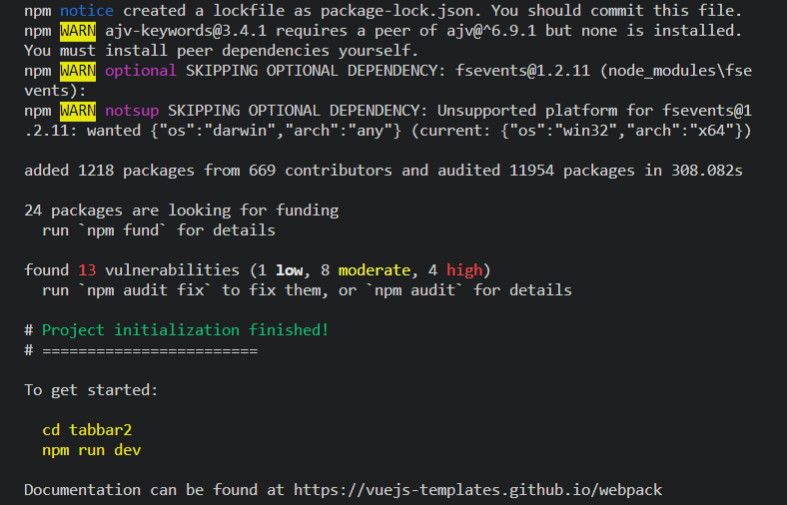 npm notice created a lockfile as package-lock.json. You should commit this file.
npm WARN ajv-keywords@3.4.1 requires a peer of ajv@^6.9.1 but none is installed.
You must install peer dependencies yourself.
npm WARN optional SKIPPING OPTIONAL DEPENDENCY: fsevents@1.2.11 (node_modules\fse
vents):
npm WARN notsup SKIPPING OPTIONAL DEPENDENCY: Unsupported platform for fsevents@1
.2.11: wanted {"os":"darwin","arch":"any"} (current: {"os":"win32","arch":"x64"})
added 1218 packages from 669 contributors and audited 11954 packages in 308.082s
24 packages are looking for funding
  run `npm fund` for details
found 13 vulnerabilities (1 low, 8 moderate, 4 high)
  run `npm audit fix` to fix them, or `npm audit` for details
# Project initialization finished!
# ========================
To get started:
  cd tabbar2
  npm run dev
Documentation can be found at https://vuejs-templates.github.io/webpack